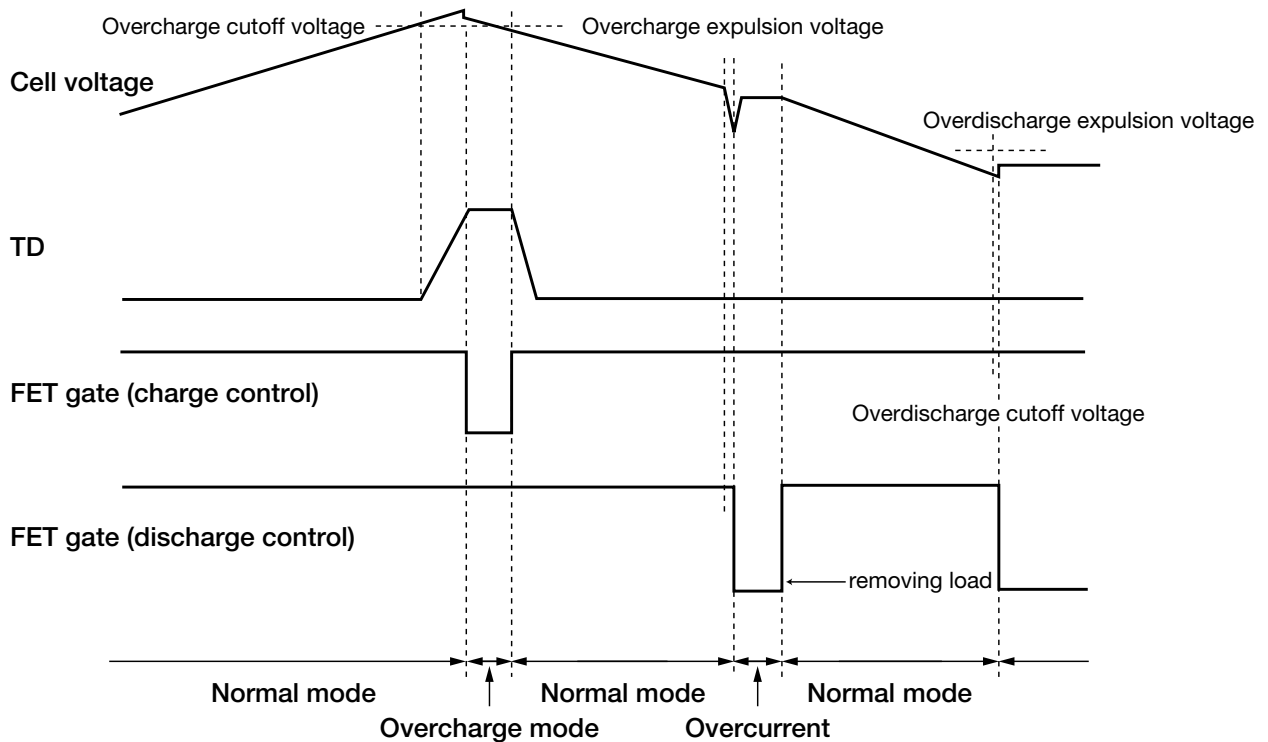 Overcharge cutoff voltage
Overcharge expulsion voltage
Cell voltage
Overdischarge expulsion voltage
TD
FET gate (charge control)
Overdischarge cutoff voltage
FET gate (discharge control)
removing load
Normal mode
Normal mode
Normal mode
Overcharge mode
Overcurrent